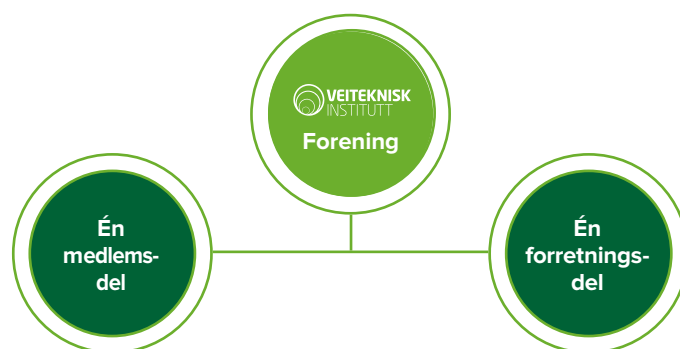 VEITEKNISK
INSTITUTT
Forening
Én
medlems-
del
Én
forretnings-
del